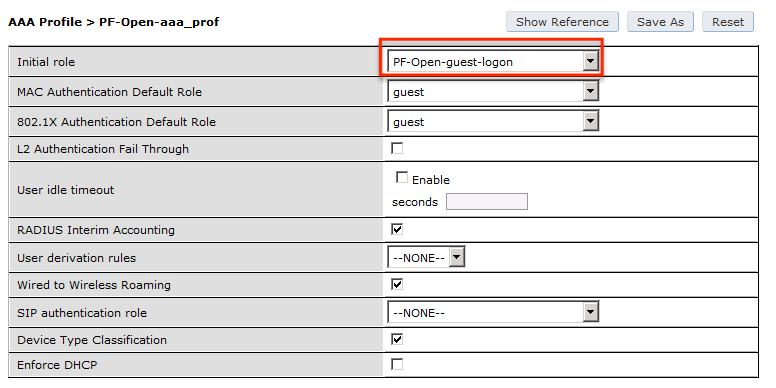 AAA Profile > PF-Open-aaa_prof
Show Reference
Save As
Reset
Initial role
PF-Open-guest-logon
MAC Authentication Default Role
guest
802.1X Authentication Default Role
guest
L2 Authentication Fail Through
User idle timeout
Enable
seconds
RADIUS Interim Accounting
User derivation rules
--NONE--
Wired to Wireless Roaming
SIP authentication role
--NONE--
Device Type Classification
Enforce DHCP